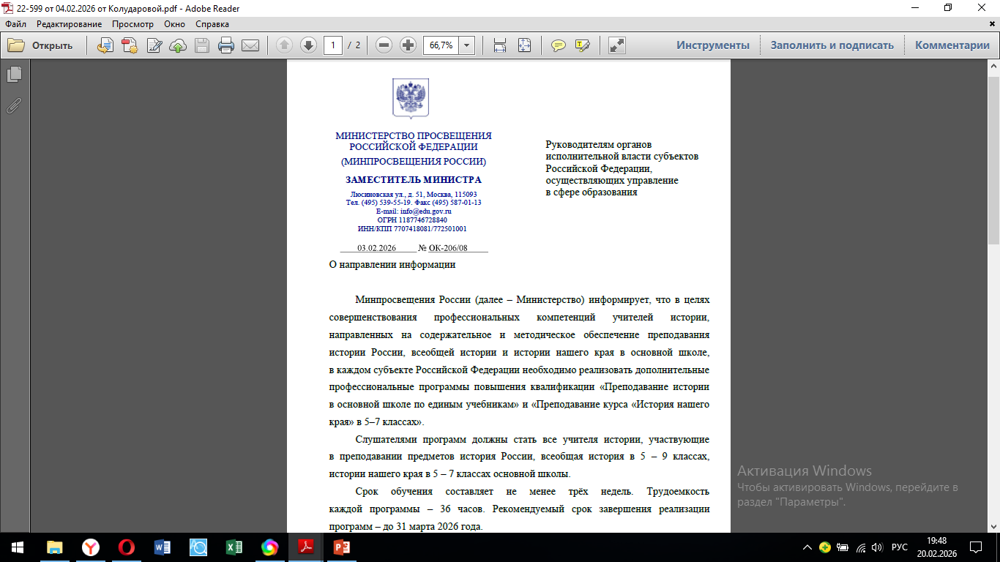 22-599 от 04.02.2026 от Колударовой.pdf - Adobe Reader
Файл Редактирование Просмотр Окно Справка
Открыть 1 / 2 66,7% Инструменты Заполнить и подписать Комментарии
МИНИСТЕРСТВО ПРОСВЕЩЕНИЯ
РОССИЙСКОЙ ФЕДЕРАЦИИ
(МИНПРОСВЕЩЕНИЯ РОССИИ)
ЗАМЕСТИТЕЛЬ МИНИСТРА
Люсиновская ул., д. 51, Москва, 115093
Тел. (495) 539-55-19. Факс (495) 587-01-13
E-mail: info@edu.gov.ru
ОГРН 1187746728840
ИНН/КПП 7707418081/772501001
03.02.2026 № ОК-206/08
Руководителям органов
исполнительной власти субъектов
Российской Федерации,
осуществляющих управление
в сфере образования
О направлении информации
Минпросвещения России (далее – Министерство) информирует, что в целях
совершенствования профессиональных компетенций учителей истории,
направленных на содержательное и методическое обеспечение преподавания
истории России, всеобщей истории и истории нашего края в основной школе,
в каждом субъекте Российской Федерации необходимо реализовать дополнительные
профессиональные программы повышения квалификации «Преподавание истории
в основной школе по единым учебникам» и «Преподавание курса «История нашего
края» в 5–7 классах».
Слушателями программ должны стать все учителя истории, участвующие
в преподавании предметов история России, всеобщая история в 5 – 9 классах,
истории нашего края в 5 – 7 классах основной школы.
Срок обучения составляет не менее трёх недель. Трудоемкость
каждой программы – 36 часов. Рекомендуемый срок завершения реализации
программ – до 31 марта 2026 года.
Активация Windows
Чтобы активировать Windows, перейдите в
раздел "Параметры".
РУС
19:48
20.02.2026